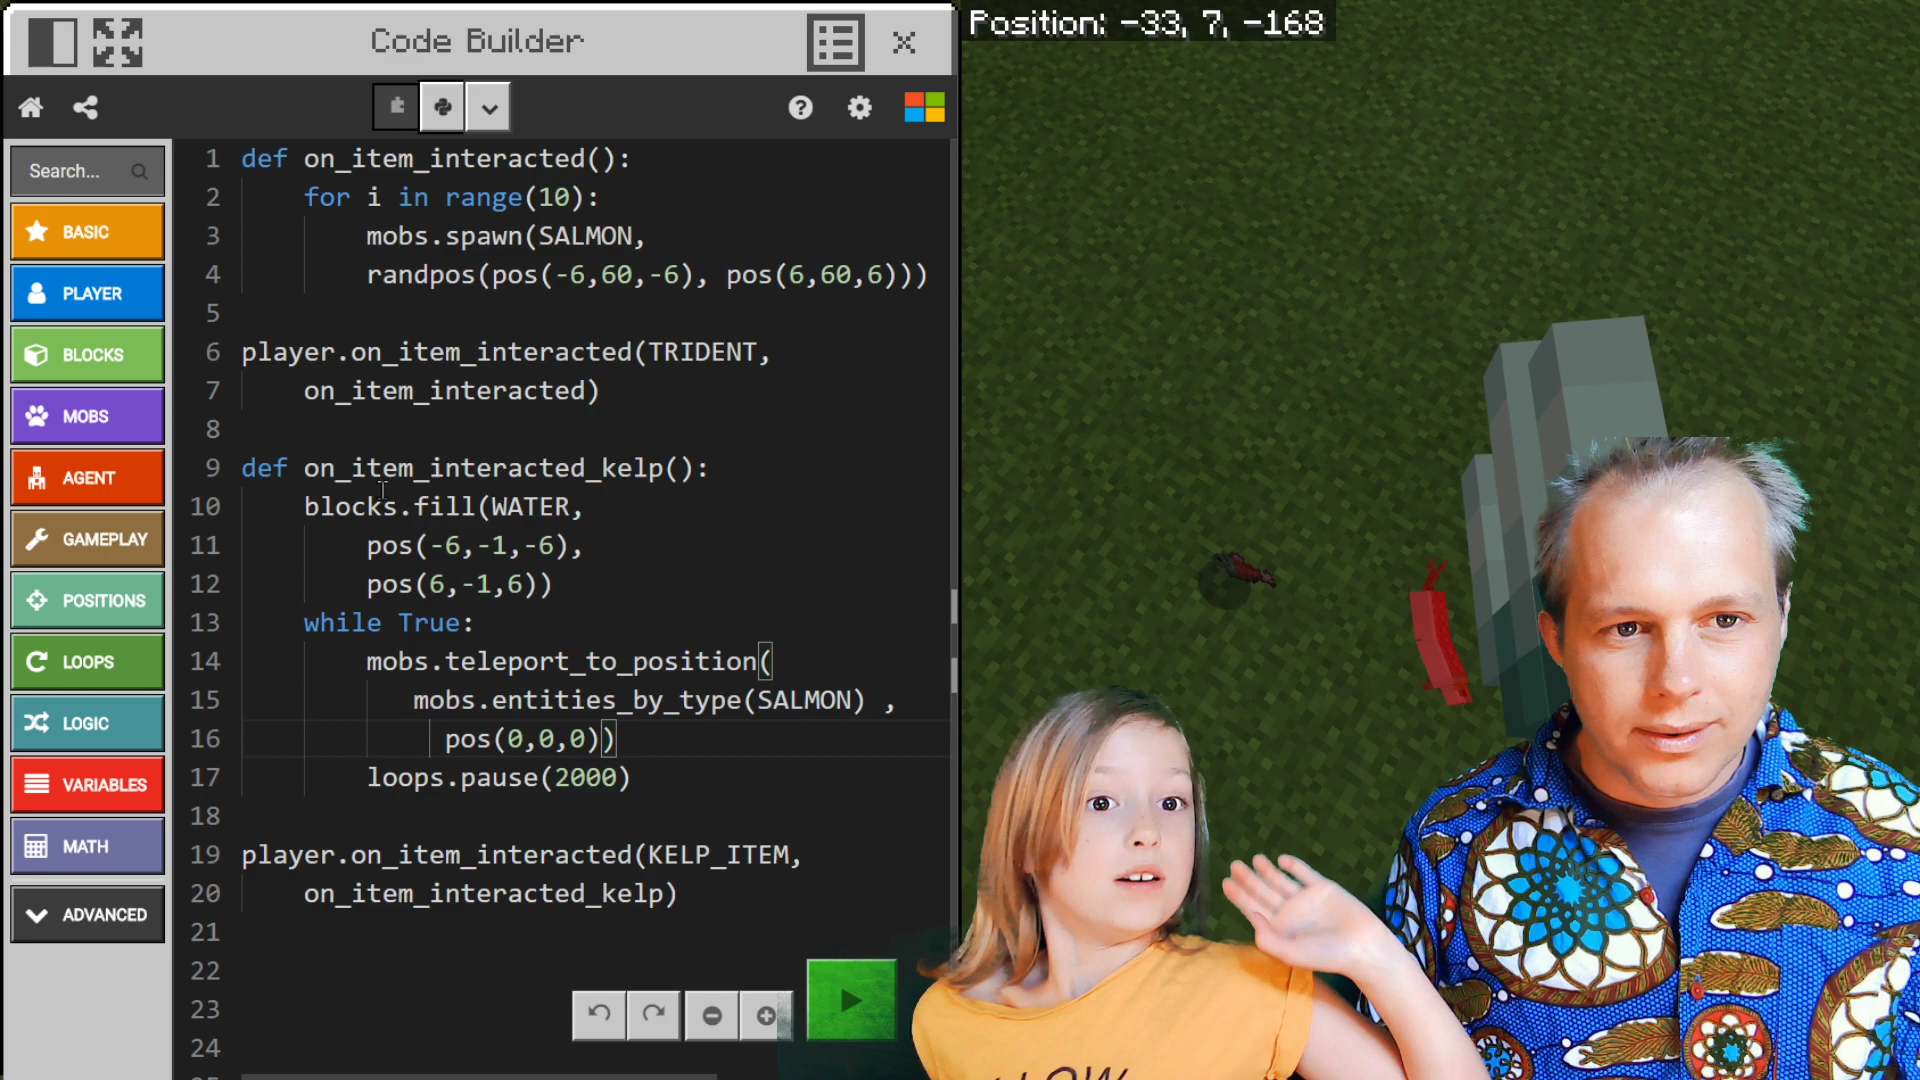 Code Builder
Position: -33, 7, -168
Search...
BASIC
PLAYER
BLOCKS
MOBS
AGENT
GAMEPLAY
POSITIONS
LOOPS
LOGIC
VARIABLES
MATH
ADVANCED
1 def on_item_interacted():
2 for i in range(10):
3 mobs.spawn(SALMON,
4 randpos(pos(-6,60,-6), pos(6,60,6)))
5
6 player.on_item_interacted(TRIDENT,
7 on_item_interacted)
8
9 def on_item_interacted_kelp():
10 blocks.fill(WATER,
11 pos(-6,-1,-6),
12 pos(6,-1,6))
13 while True:
14 mobs.teleport_to_position(
15 mobs.entities_by_type(SALMON) ,
16 pos(0,0,0))
17 loops.pause(2000)
18
19 player.on_item_interacted(KELP_ITEM,
20 on_item_interacted_kelp)
21
22
23
24